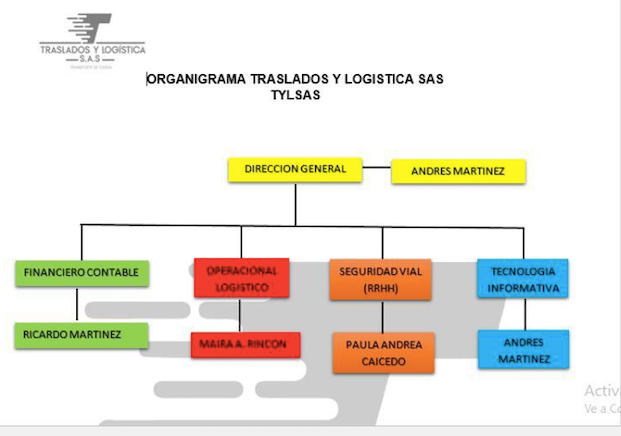 TRASLADOS Y LOGÍSTICA
S.A.S
ORGANIGRAMA TRASLADOS Y LOGISTICA SAS
TYLSAS
DIRECCION GENERAL
ANDRES MARTINEZ
FINANCIERO CONTABLE
OPERACIONAL
LOGISTICO
SEGURIDAD VIAL
(RRHH)
TECNOLOGIA
INFORMATIVA
RICARDO MARTINEZ
MAIRA A. RINCON
PAULA ANDREA
CAICEDO
ANDRES
MARTINEZ
Activ
Ve a Co